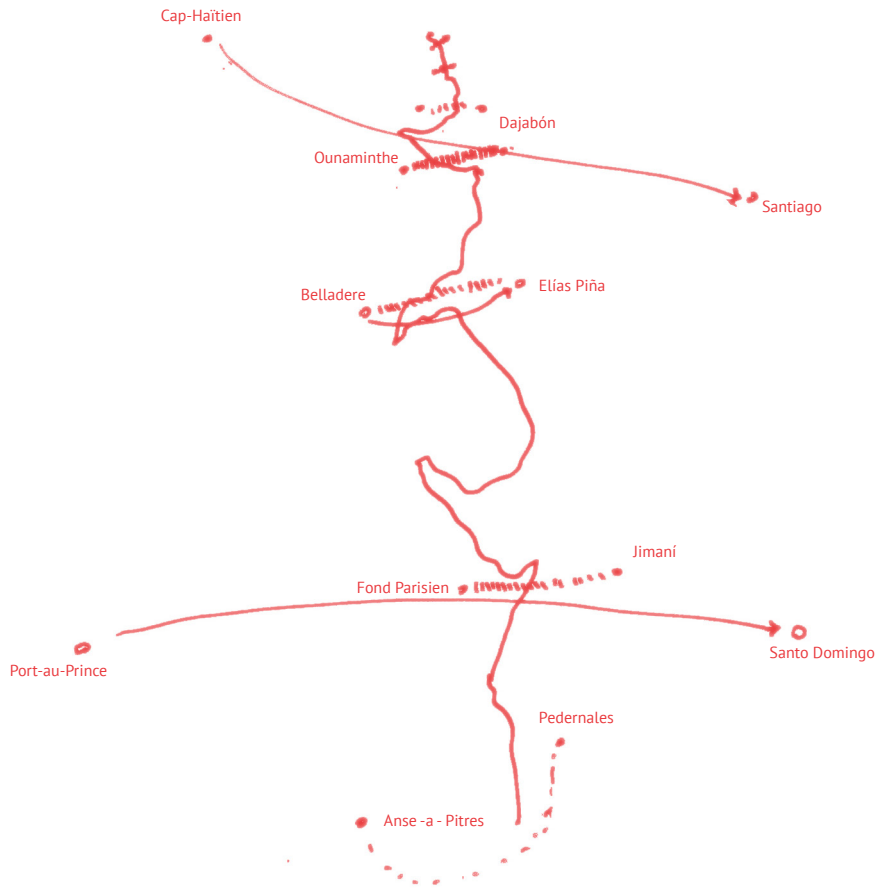 Cap-Haïtien
Dajabón
Ounaminthe
Santiago
Elías Piña
Belladere
Jimaní
Fond Parisien
Santo Domingo
Port-au-Prince
Pedernales
Anse -a - Pitres